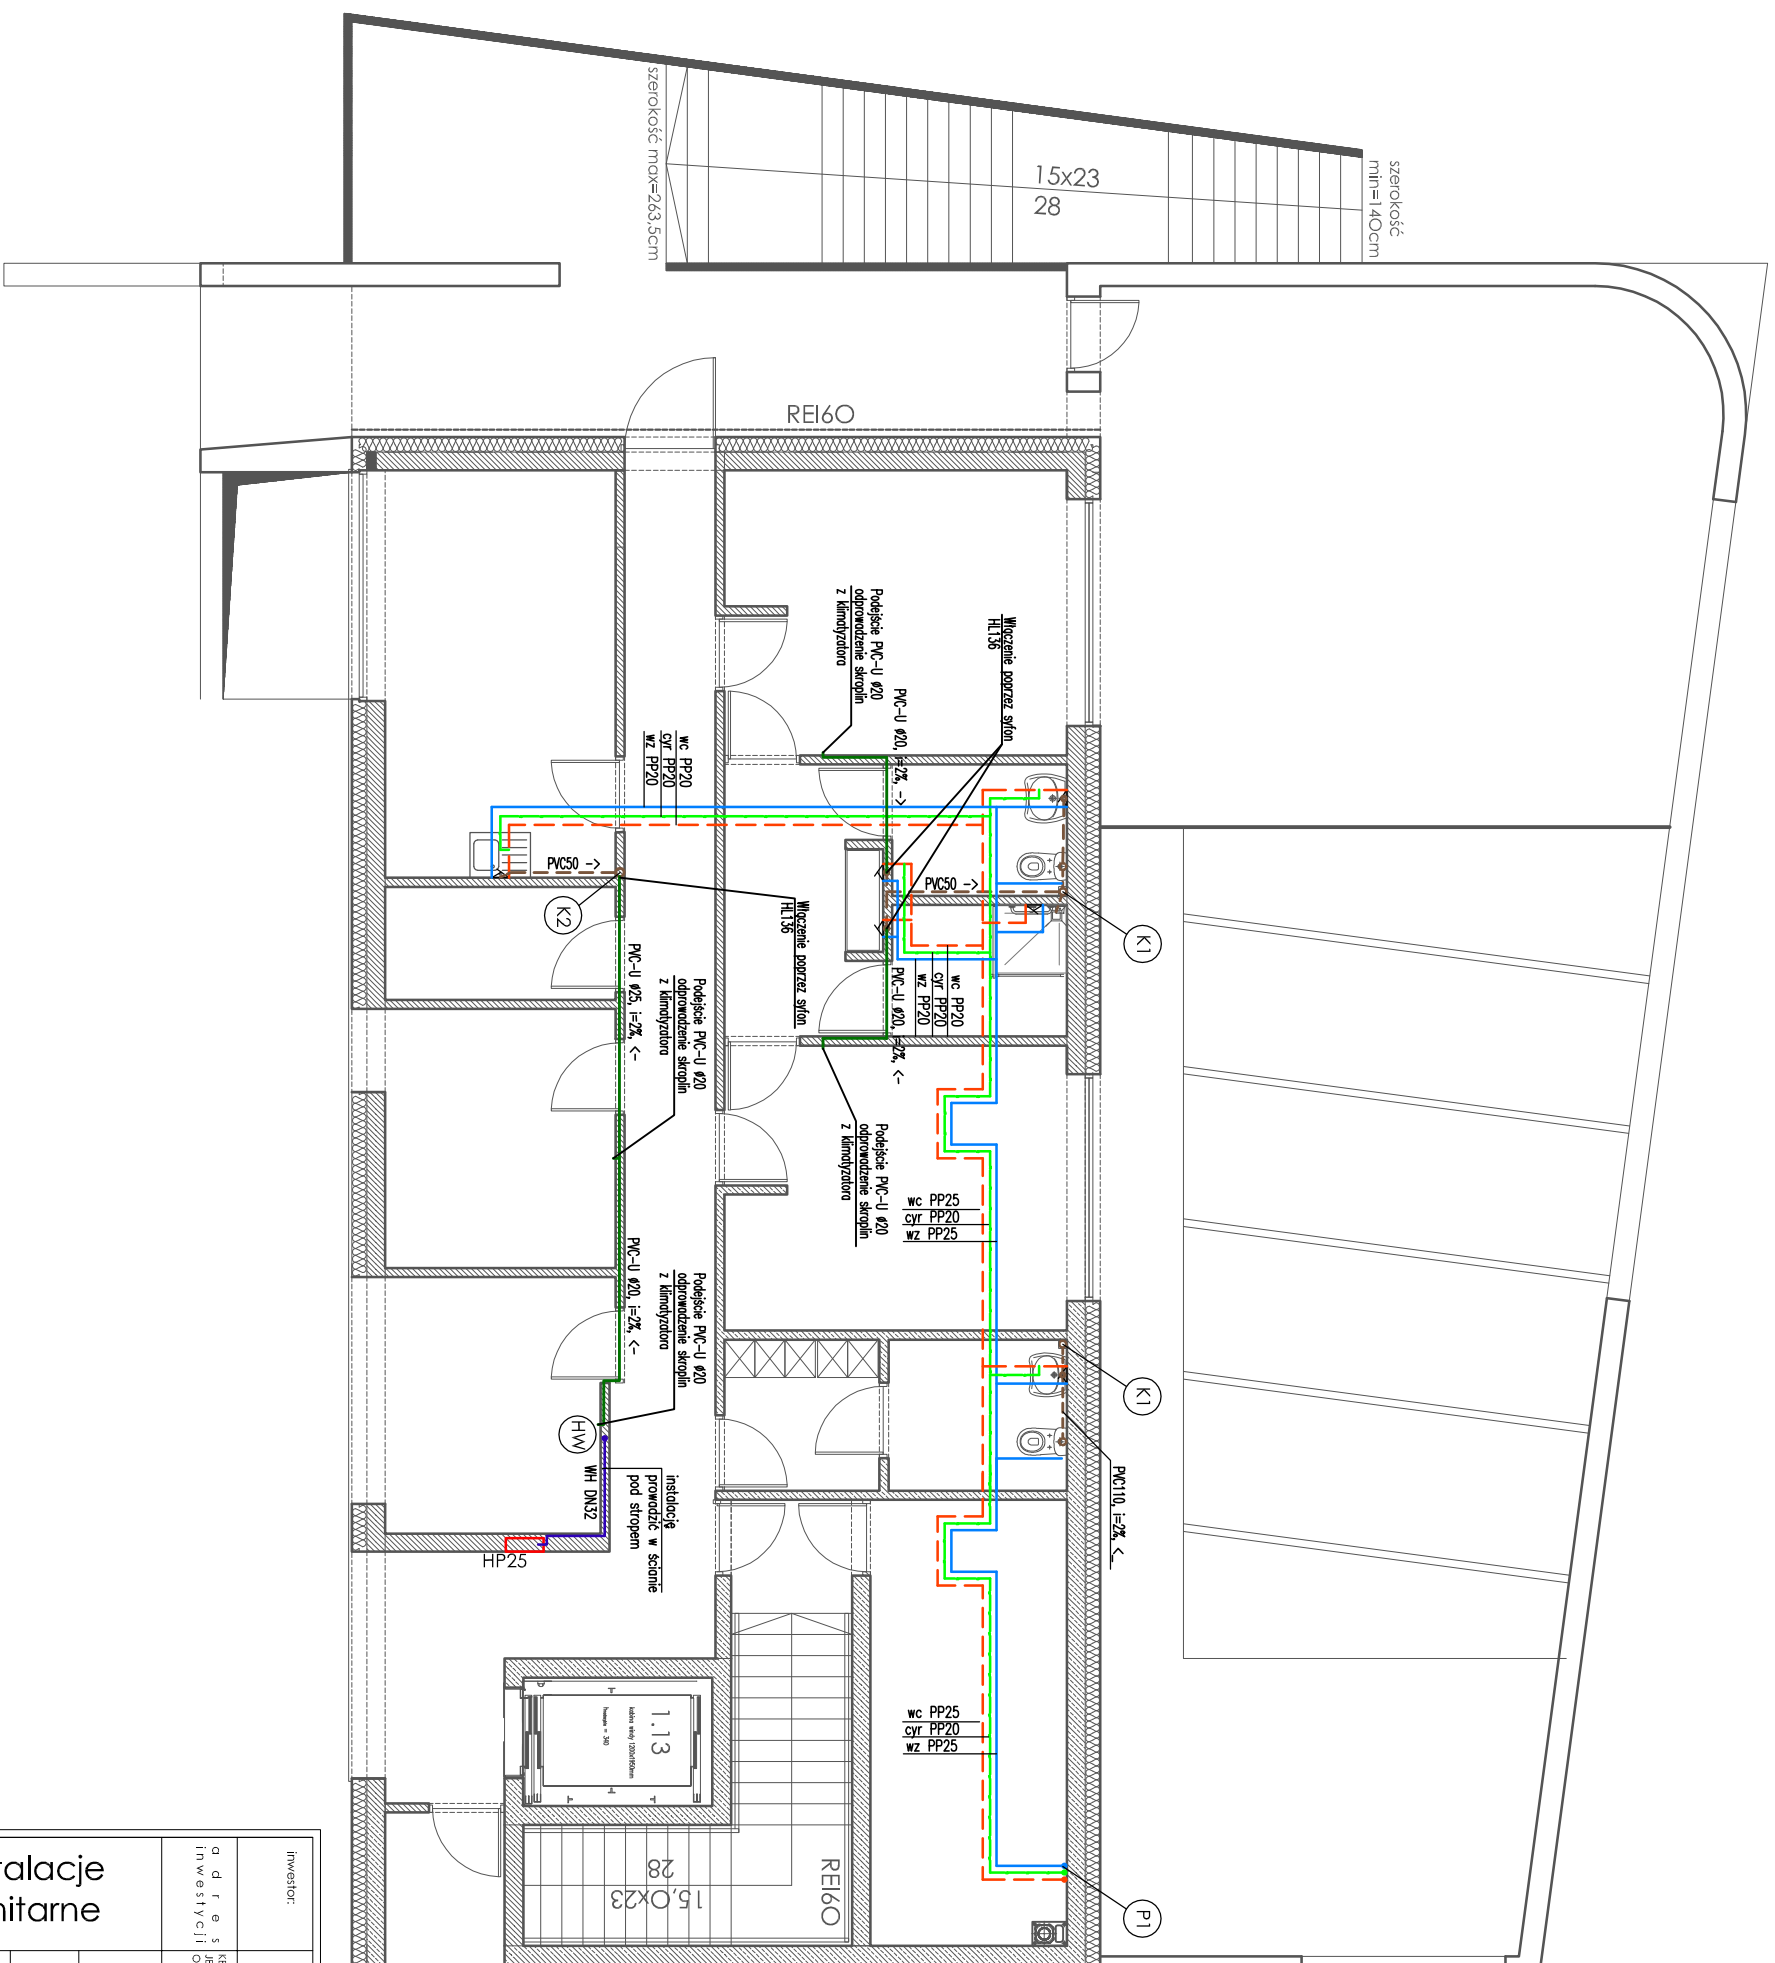 szerokość
min=140cm
szerokość max=263,5cm
15x23
28
REI60
Podejście PVC-U ø20
odprowadzenie skroplin
z klimatyzatora
Włączenie poprzez syfon
HL136
PVC-U ø20, i=2%, ->
wc PP20
cyr PP20
wz PP20
PVC50 ->
PVC50 ->
K2
K1
Włączenie poprzez syfon
HL136
PVC-U ø25, i=2%, <-
Podejście PVC-U ø20
odprowadzenie skroplin
z klimatyzatora
PVC-U ø20, i=2%, <-
wc PP20
cyr PP20
wz PP20
Podejście PVC-U ø20
odprowadzenie skroplin
z klimatyzatora
wc PP25
cyr PP20
wz PP25
PVC-U ø20, i=2%, <-
Podejście PVC-U ø20
odprowadzenie skroplin
z klimatyzatora
K1
PVC110, i=2%, <-
HW
WH DN32
instalację
prowadzić w ścianie
pod stropem
HP25
1.13
kabina windy 1200x1950mm
wc PP25
cyr PP20
wz PP25
REI60
15,0x23
28
P1
inwestor:
adres
inwestycji
talacje
nitarne